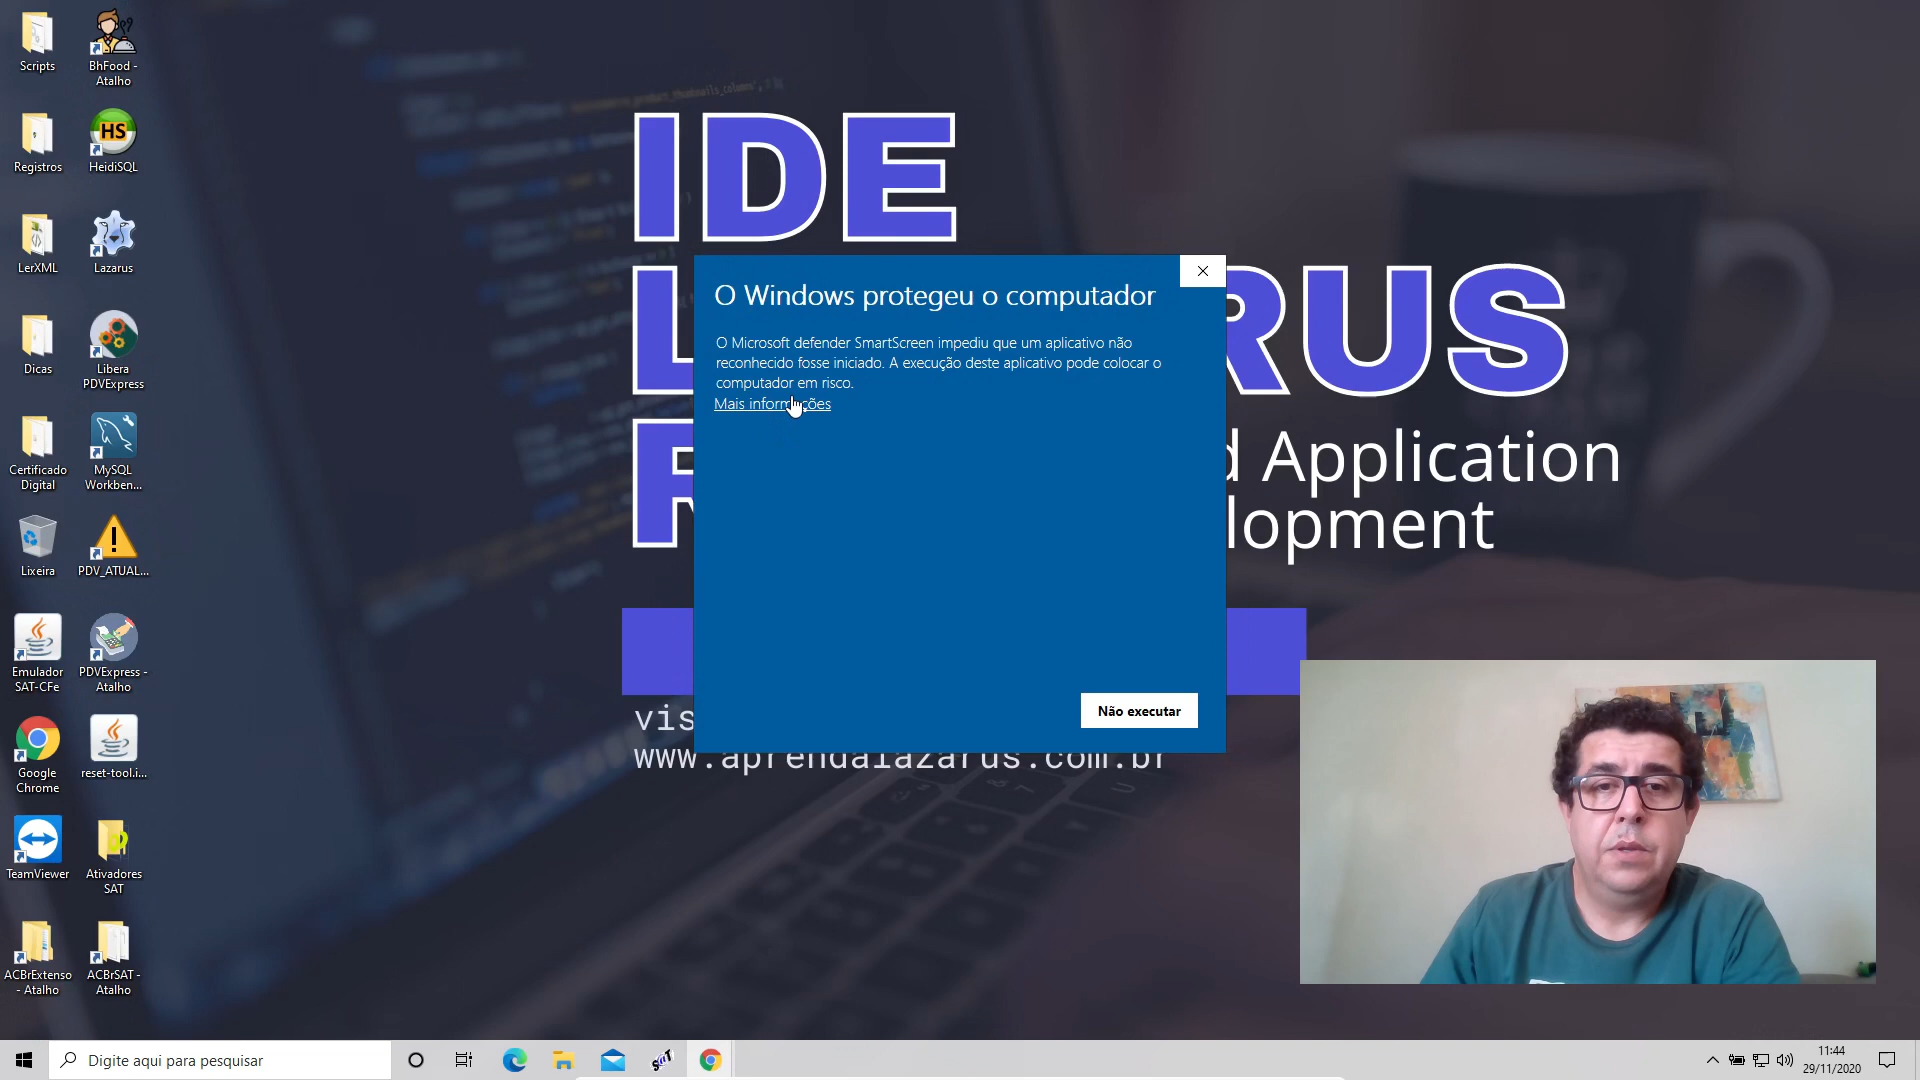 Scripts
BhFood -
Atalho
Registros
HS
HeidiSQL
LerXML
Lazarus
Dicas
Libera
PDVExpress
Certificado
Digital
MySQL
Workben...
Lixeira
PDV_ATUAL...
Emulador
SAT-CFe
PDVExpress -
Atalho
Google
Chrome
reset-tool.i...
TeamViewer
Ativadores
SAT
ACBrExtenso
- Atalho
ACBrSAT -
Atalho
IDE
L
RUS
R
d Application
lopment
vis
www.aprendalazarus.com.br
O Windows protegeu o computador
O Microsoft defender SmartScreen impediu que um aplicativo não
reconhecido fosse iniciado. A execução deste aplicativo pode colocar o
computador em risco.
Mais informações
Não executar
Digite aqui para pesquisar
SAT
11:44
29/11/2020